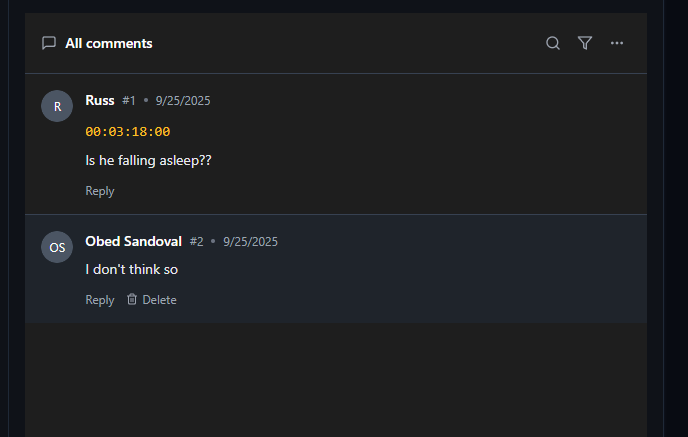 All comments
R
Russ #1 • 9/25/2025
00:03:18:00
Is he falling asleep??
Reply
OS
Obed Sandoval #2 • 9/25/2025
I don't think so
Reply Delete